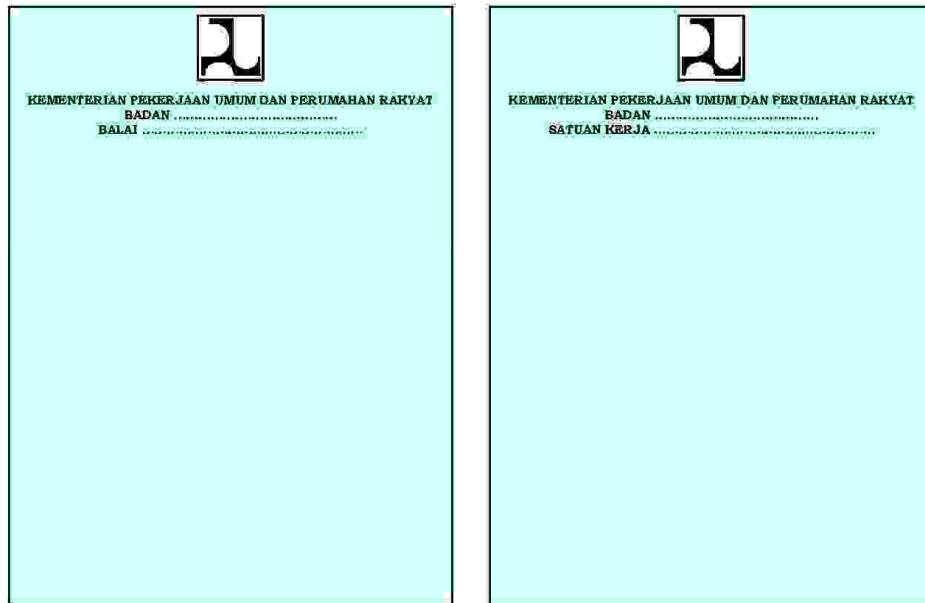 KEMENTERIAN PEKERJAAN UMUM DAN PERUMAHAN RAKYAT
BADAN ......................................
BALAI ....................................................
KEMENTERIAN PEKERJAAN UMUM DAN PERUMAHAN RAKYAT
BADAN ......................................
SATUAN KERJA ....................................................